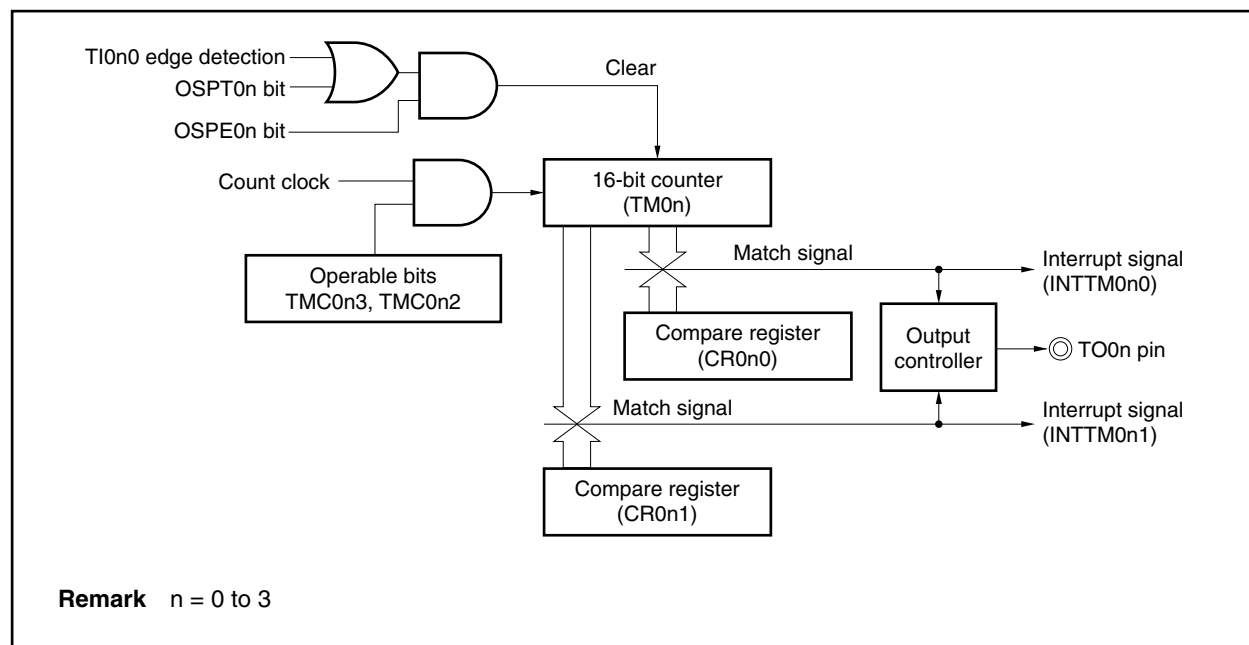 TI0n0 edge detection
OSPT0n bit
OSPE0n bit
Clear
Count clock
16-bit counter
(TM0n)
Operable bits
TMC0n3, TMC0n2
Match signal
Interrupt signal
(INTTM0n0)
Compare register
(CR0n0)
Output
controller
TO0n pin
Match signal
Interrupt signal
(INTTM0n1)
Compare register
(CR0n1)
Remark n = 0 to 3